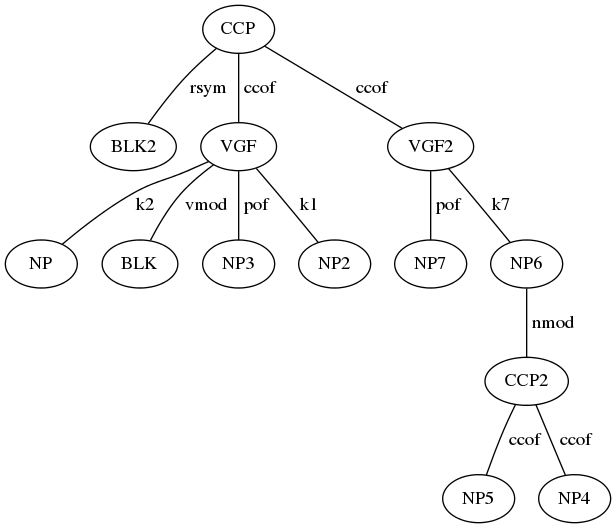 CCP
rsym ccof ccof
BLK2 VGF VGF2
k2 vmod pof k1 pof k7
NP BLK NP3 NP2 NP7 NP6
nmod
CCP2
ccof ccof
NP5 NP4